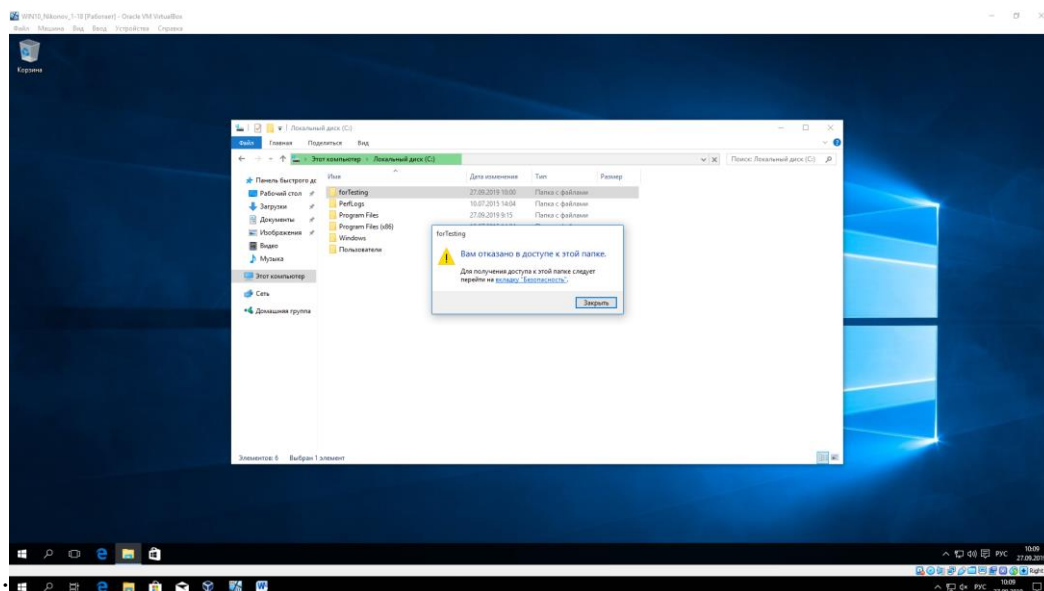 WIN10_Nikonov_1-18 [Работает] - Oracle VM VirtualBox
Файл Машина Вид Ввод Устройства Справка
Корзина
Локальный диск (C:)
Файл Главная Поделиться Вид
Этот компьютер › Локальный диск (C:)
Поиск: Локальный диск (C:)
Панель быстрого дс
Рабочий стол
Загрузки
Документы
Изображения
Видео
Музыка
Этот компьютер
Сеть
Домашняя группа
Имя Дата изменения Тип Размер
forTesting 27.09.2019 10:00 Папка с файлами
PerfLogs 10.07.2015 14:04 Папка с файлами
Program Files 27.09.2019 9:15 Папка с файлами
Program Files (x86)
Windows
Пользователи
forTesting
Вам отказано в доступе к этой папке.
Для получения доступа к этой папке следует
перейти на вкладку "Безопасность".
Закрыть
Элементов: 6 Выбран 1 элемент
РУС 10:09
27.09.201
Right
РУС 10:09